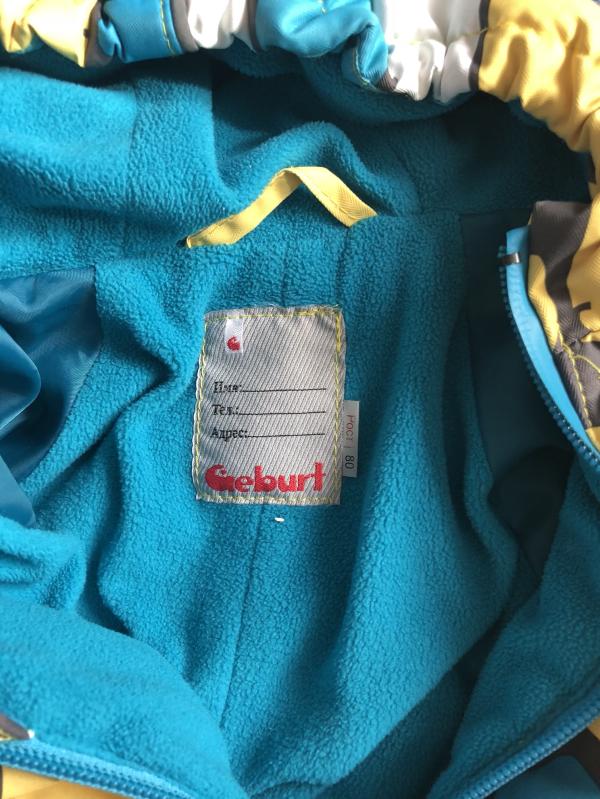 Имя:
Тел.:
Адрес:
Geburt
Рост 80